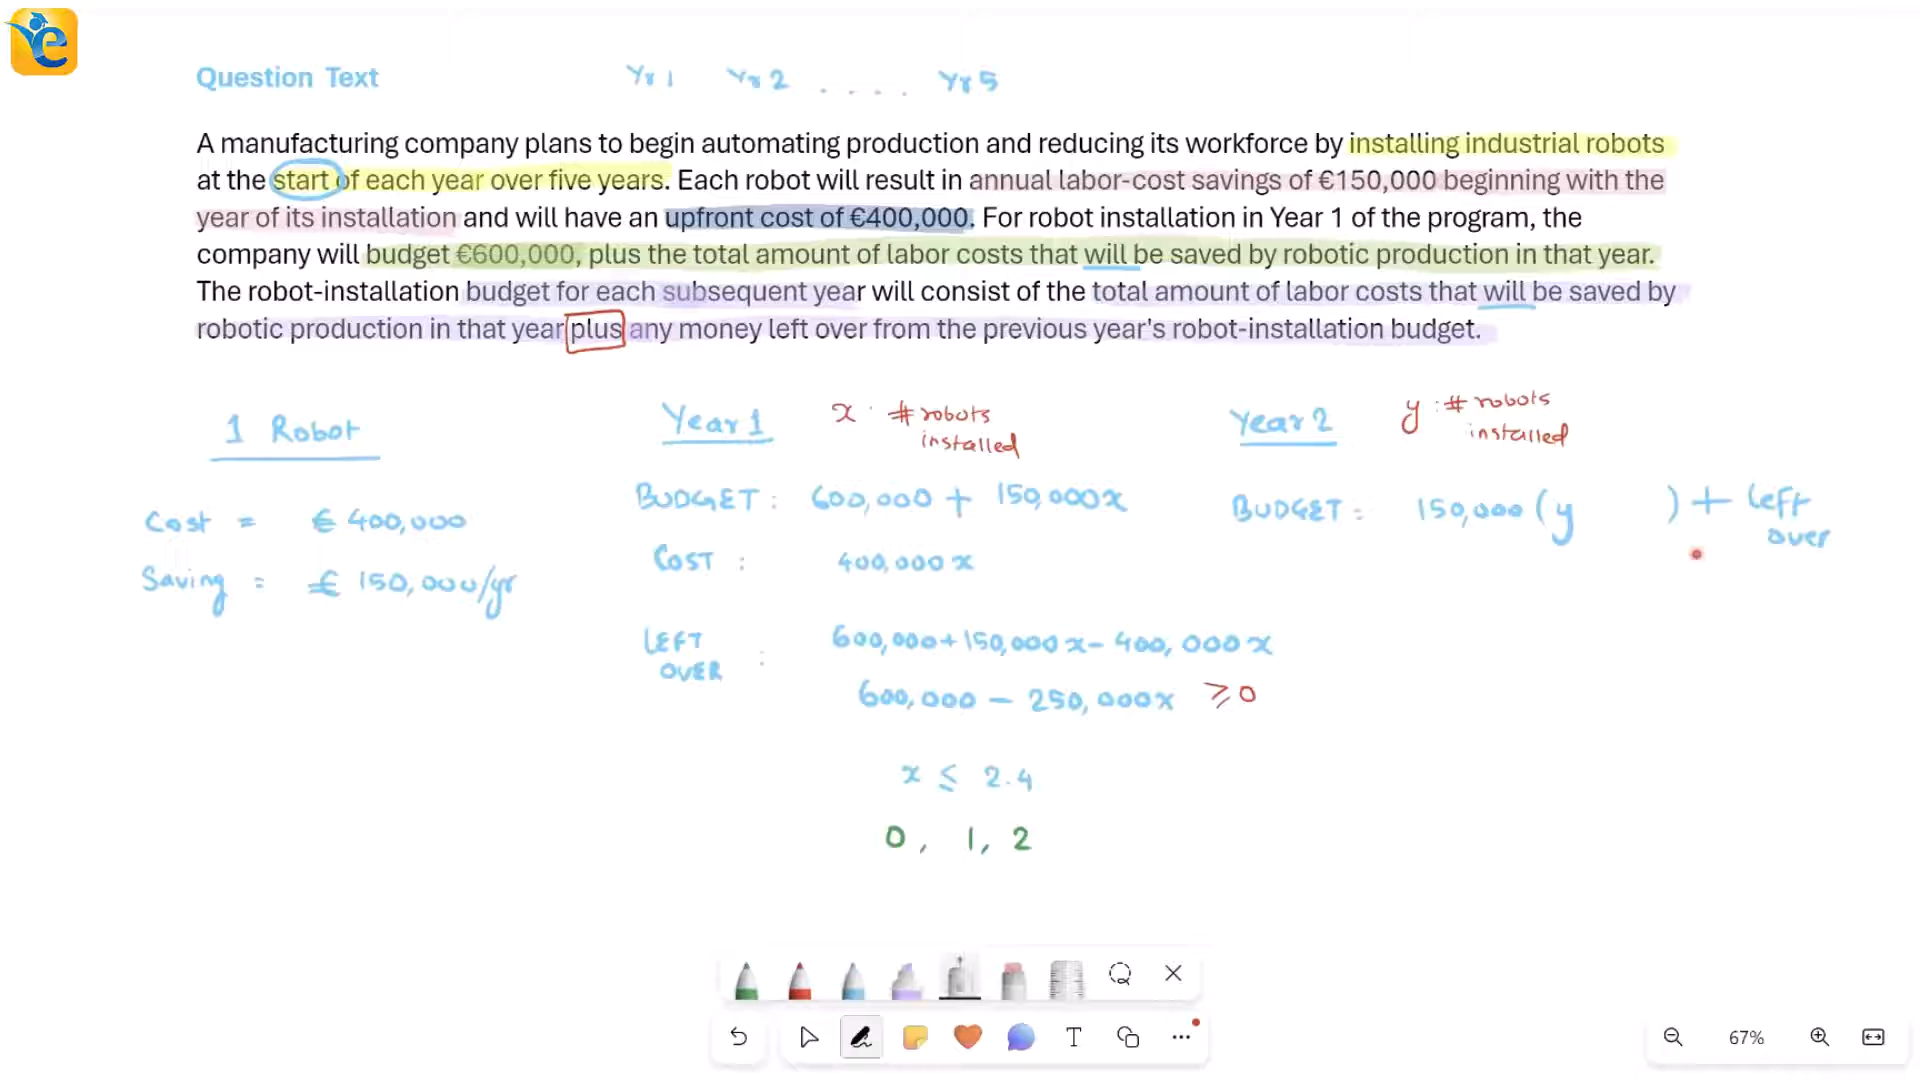 e
Question Text Yr 1 Yr 2 . . . . Yr 5
A manufacturing company plans to begin automating production and reducing its workforce by installing industrial robots
at the start of each year over five years. Each robot will result in annual labor-cost savings of €150,000 beginning with the
year of its installation and will have an upfront cost of €400,000. For robot installation in Year 1 of the program, the
company will budget €600,000, plus the total amount of labor costs that will be saved by robotic production in that year.
The robot-installation budget for each subsequent year will consist of the total amount of labor costs that will be saved by
robotic production in that year plus any money left over from the previous year's robot-installation budget.
1 Robot
Cost = € 400,000
Saving = € 150,000/yr
Year 1 x : # robots
installed
BUDGET : 600,000 + 150,000x
COST : 400,000 x
LEFT
OVER : 600,000+150,000x - 400,000x
600,000 - 250,000x ≥0
x ≤ 2.4
0, 1, 2
Year 2 y : # robots
installed
BUDGET : 150,000 (y ) + Left
over
T
67%